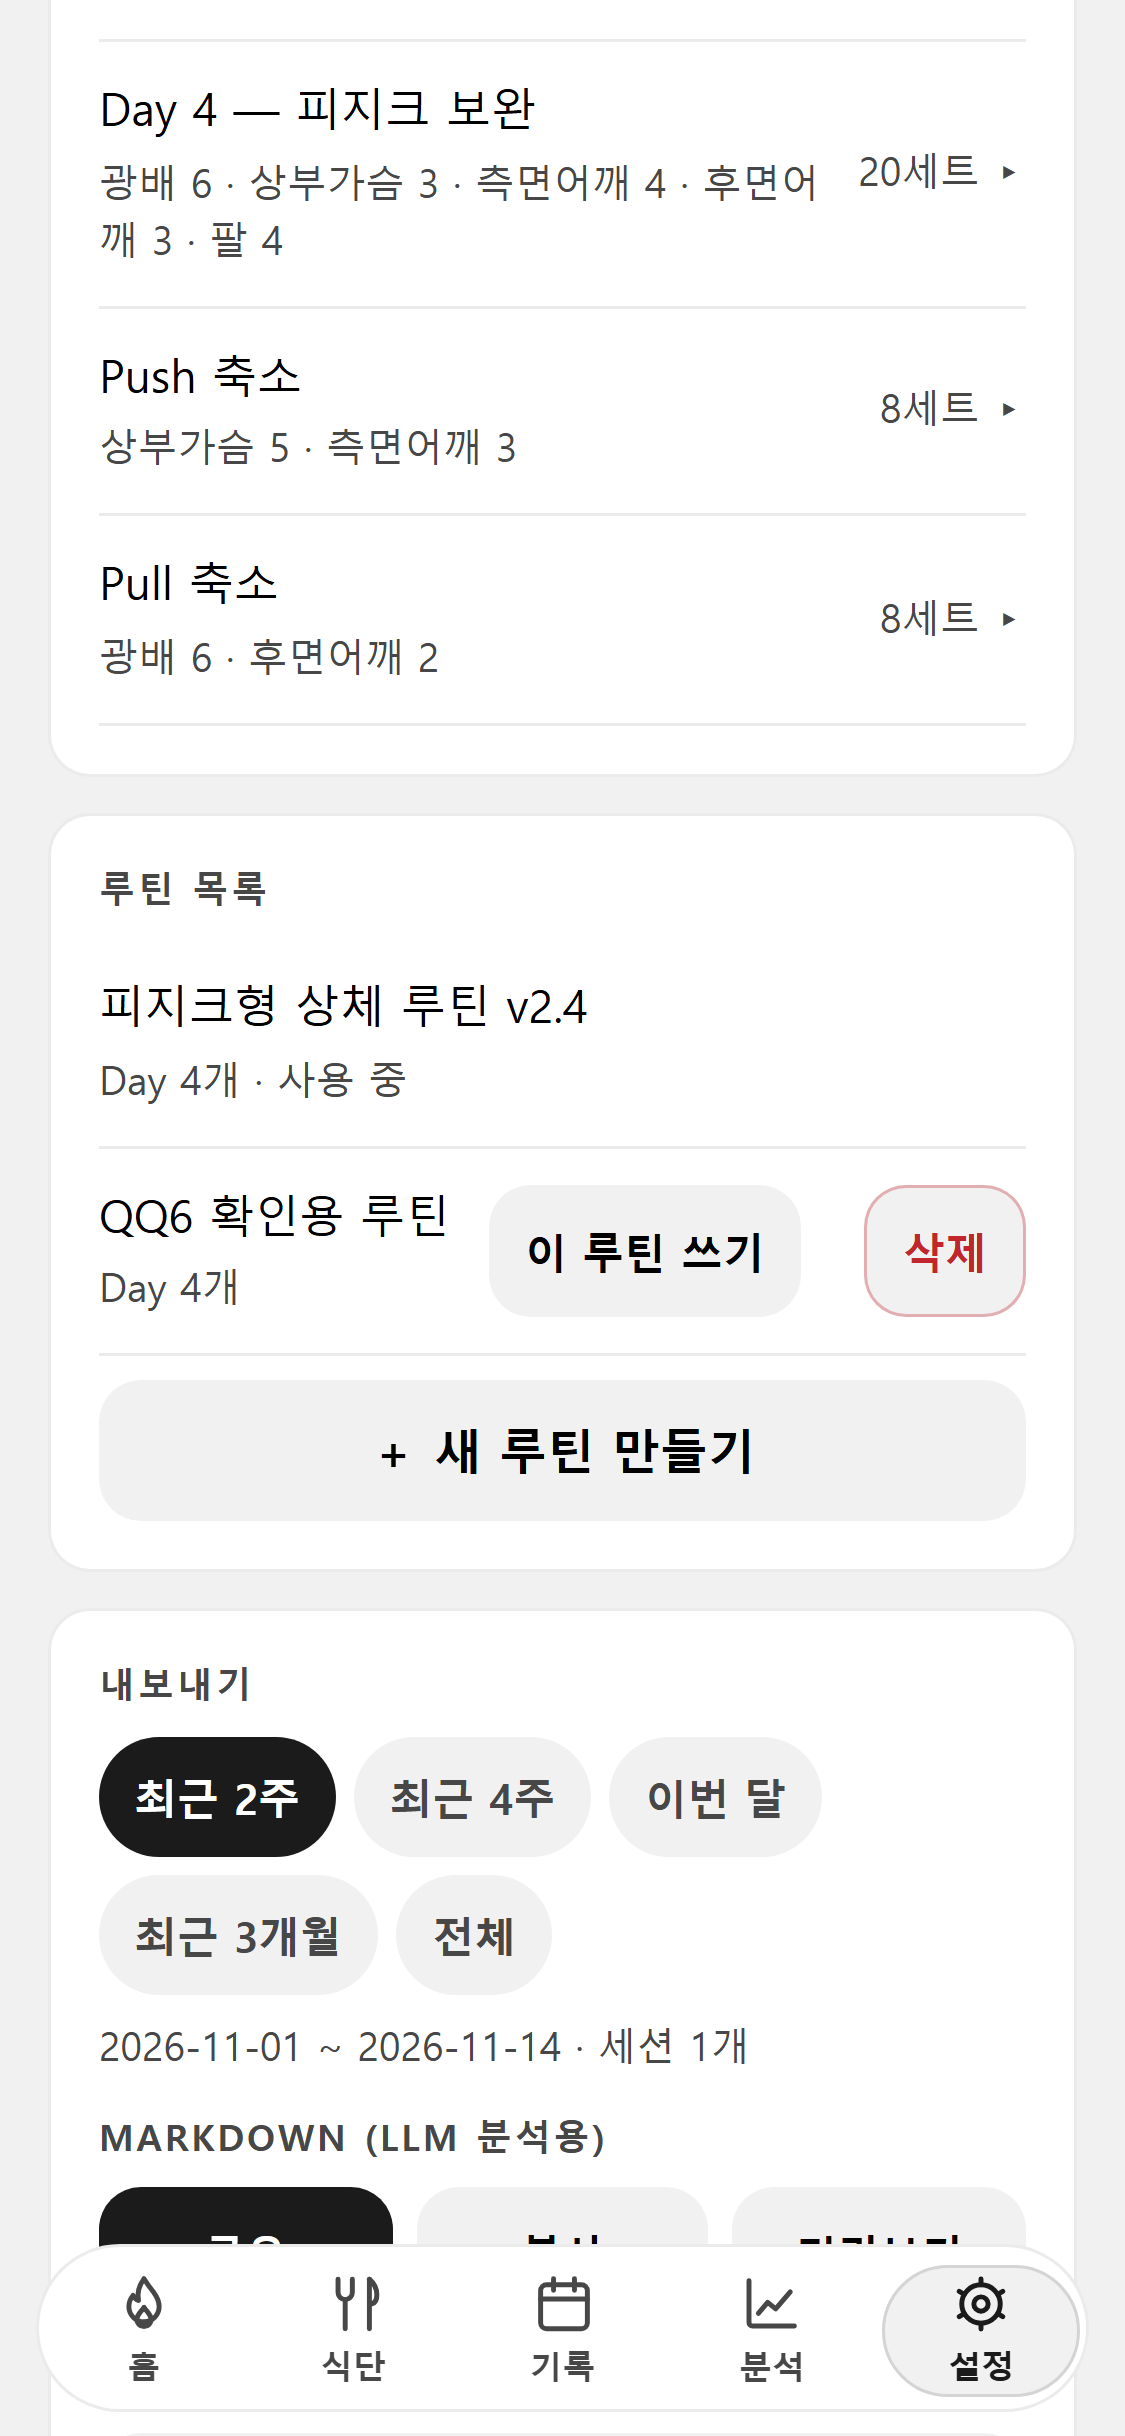 Day 4 — 피지크 보완
광배 6 · 상부가슴 3 · 측면어깨 4 · 후면어
깨 3 · 팔 4
20세트 ▸
Push 축소
상부가슴 5 · 측면어깨 3
8세트 ▸
Pull 축소
광배 6 · 후면어깨 2
8세트 ▸
루틴 목록
피지크형 상체 루틴 v2.4
Day 4개 · 사용 중
QQ6 확인용 루틴
Day 4개
이 루틴 쓰기
삭제
+ 새 루틴 만들기
내보내기
최근 2주
최근 4주
이번 달
최근 3개월
전체
2026-11-01 ~ 2026-11-14 · 세션 1개
MARKDOWN (LLM 분석용)
홈
식단
기록
분석
설정